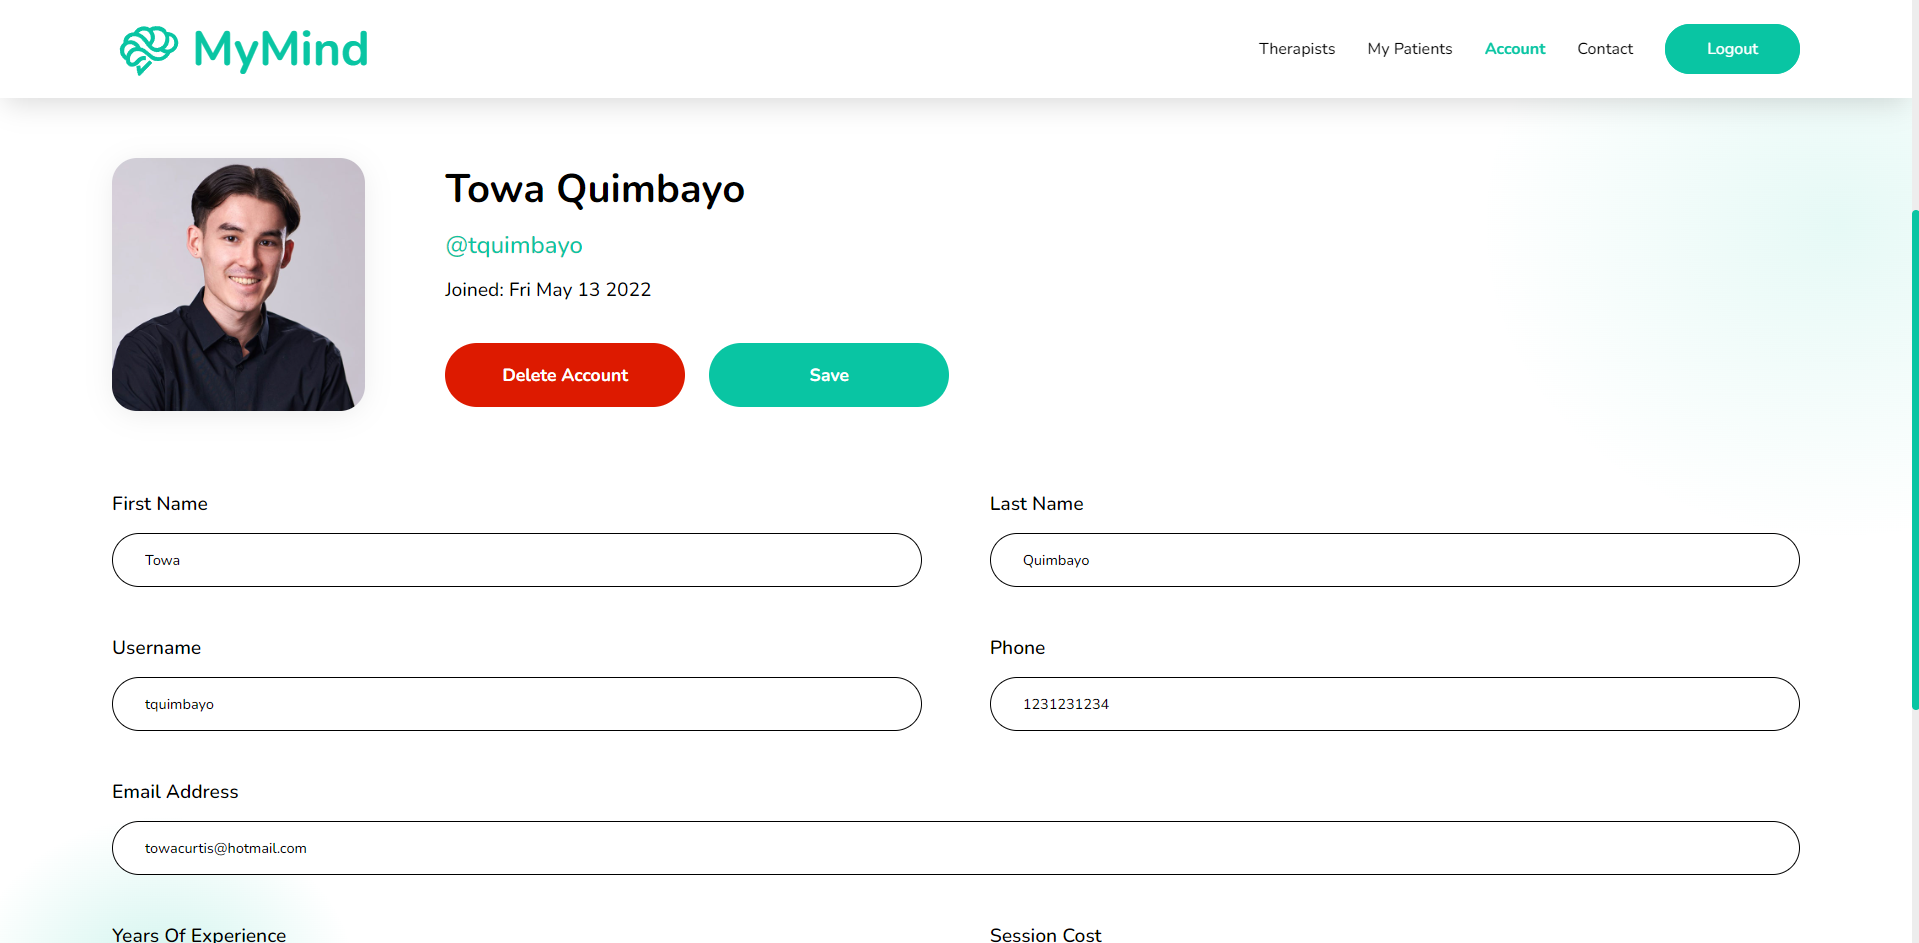 MyMind
Therapists My Patients Account Contact Logout
Towa Quimbayo
@tquimbayo
Joined: Fri May 13 2022
Delete Account Save
First Name Last Name
Towa Quimbayo
Username Phone
tquimbayo 1231231234
Email Address
towacurtis@hotmail.com
Years Of Experience Session Cost